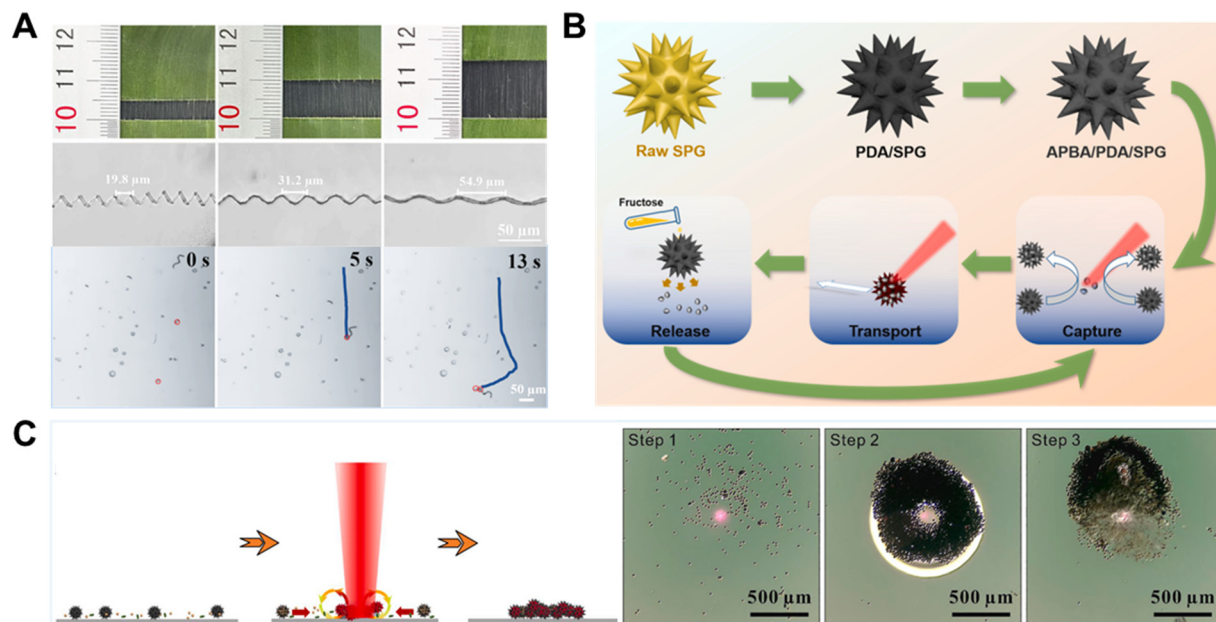 A
10 11 12
10 11 12
10 11 12
19.8 μm
31.2 μm
54.9 μm
50 μm
0 s
5 s
13 s
50 μm
B
Raw SPG
PDA/SPG
APBA/PDA/SPG
Fructose
Release
Transport
Capture
C
Step 1
Step 2
Step 3
500 μm
500 μm
500 μm